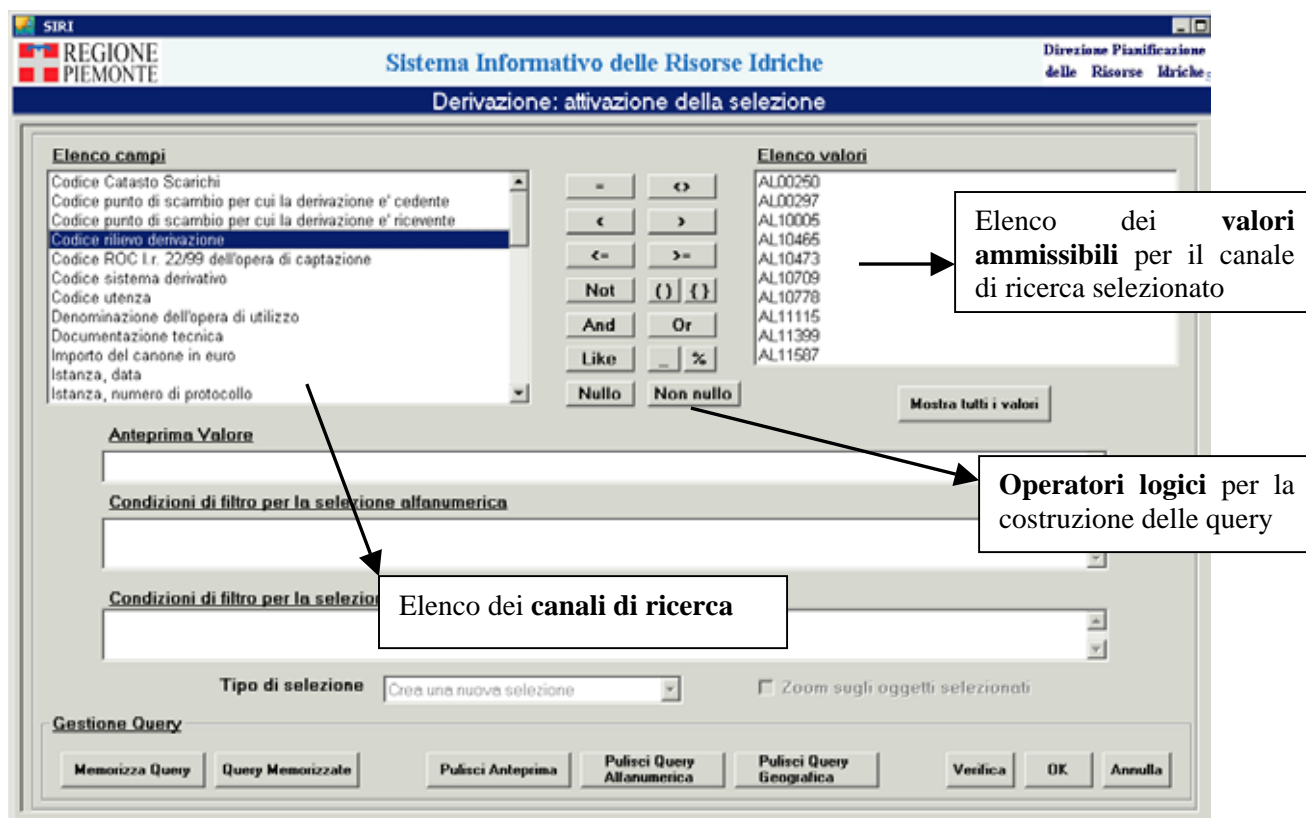 SIRI
REGIONE
PIEMONTE
Sistema Informativo delle Risorse Idriche
Direzione Pianificazione
delle Risorse Idriche
Derivazione: attivazione della selezione
Elenco campi
Codice Catasto Scarichi
Codice punto di scambio per cui la derivazione e' cedente
Codice punto di scambio per cui la derivazione e' ricevente
Codice rilievo derivazione
Codice ROC l.r. 22/99 dell'opera di captazione
Codice sistema derivativo
Codice utenza
Denominazione dell'opera di utilizzo
Documentazione tecnica
Importo del canone in euro
Istanza, data
Istanza, numero di protocollo
= <>
< >
<= >=
Not () {}
And Or
Like _ %
Nullo Non nullo
Elenco valori
AL00250
AL00297
AL10005
AL10465
AL10473
AL10709
AL10778
AL11115
AL11399
AL11587
Mostra tutti i valori
Elenco dei valori
ammissibili per il canale
di ricerca selezionato
Anteprima Valore
Condizioni di filtro per la selezione alfanumerica
Operatori logici per la
costruzione delle query
Condizioni di filtro per la selezion
Elenco dei canali di ricerca
Tipo di selezione Crea una nuova selezione Zoom sugli oggetti selezionati
Gestione Query
Memorizza Query Query Memorizzate Pulisci Anteprima Pulisci Query
Alfanumerica Pulisci Query
Geografica Verifica OK Annulla